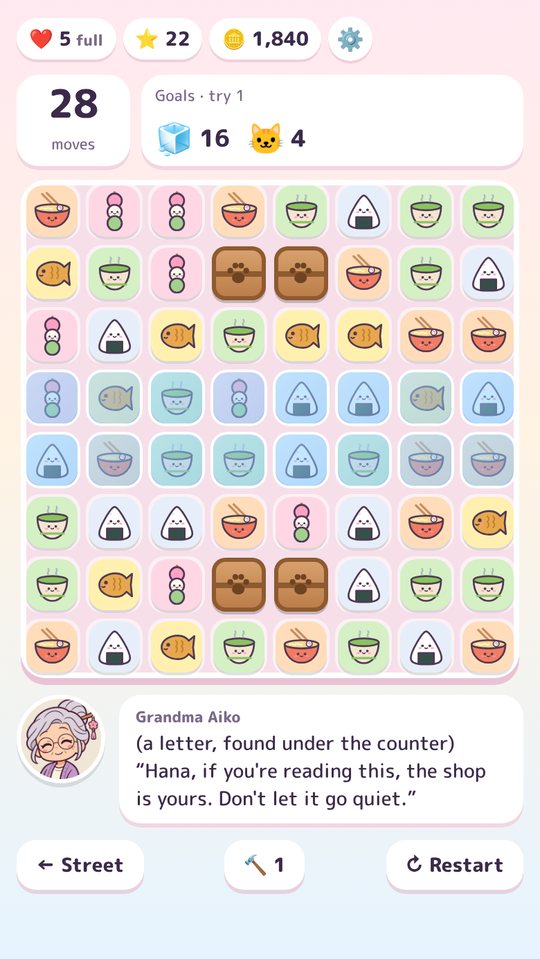 5 full
22
1,840
28
moves
Goals · try 1
16
4
Grandma Aiko
(a letter, found under the counter)
“Hana, if you're reading this, the shop
is yours. Don't let it go quiet.”
← Street
1
↻ Restart